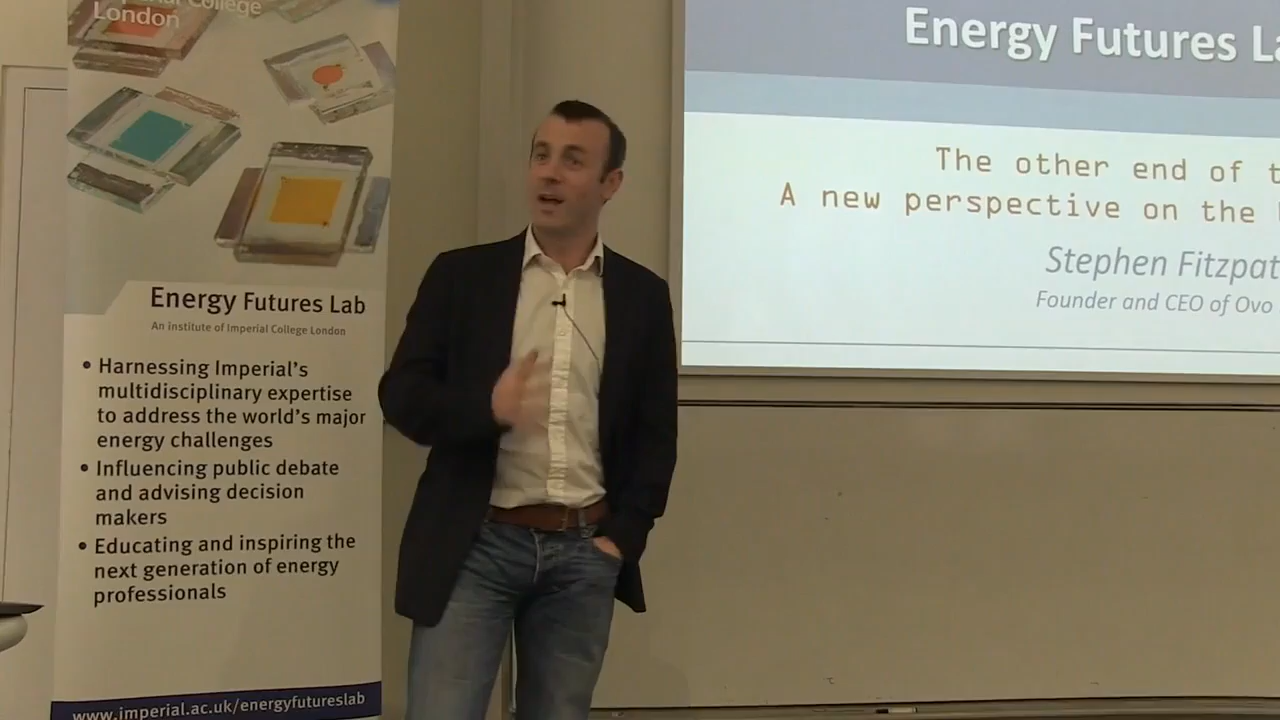 London
Energy Futures Lab
An institute of Imperial College London
• Harnessing Imperial's
multidisciplinary expertise
to address the world's major
energy challenges
• Influencing public debate
and advising decision
makers
• Educating and inspiring the
next generation of energy
professionals
www.imperial.ac.uk/energyfutureslab
Energy Futures
The other end of
A new perspective on the
Stephen
Founder and CEO of Ovo